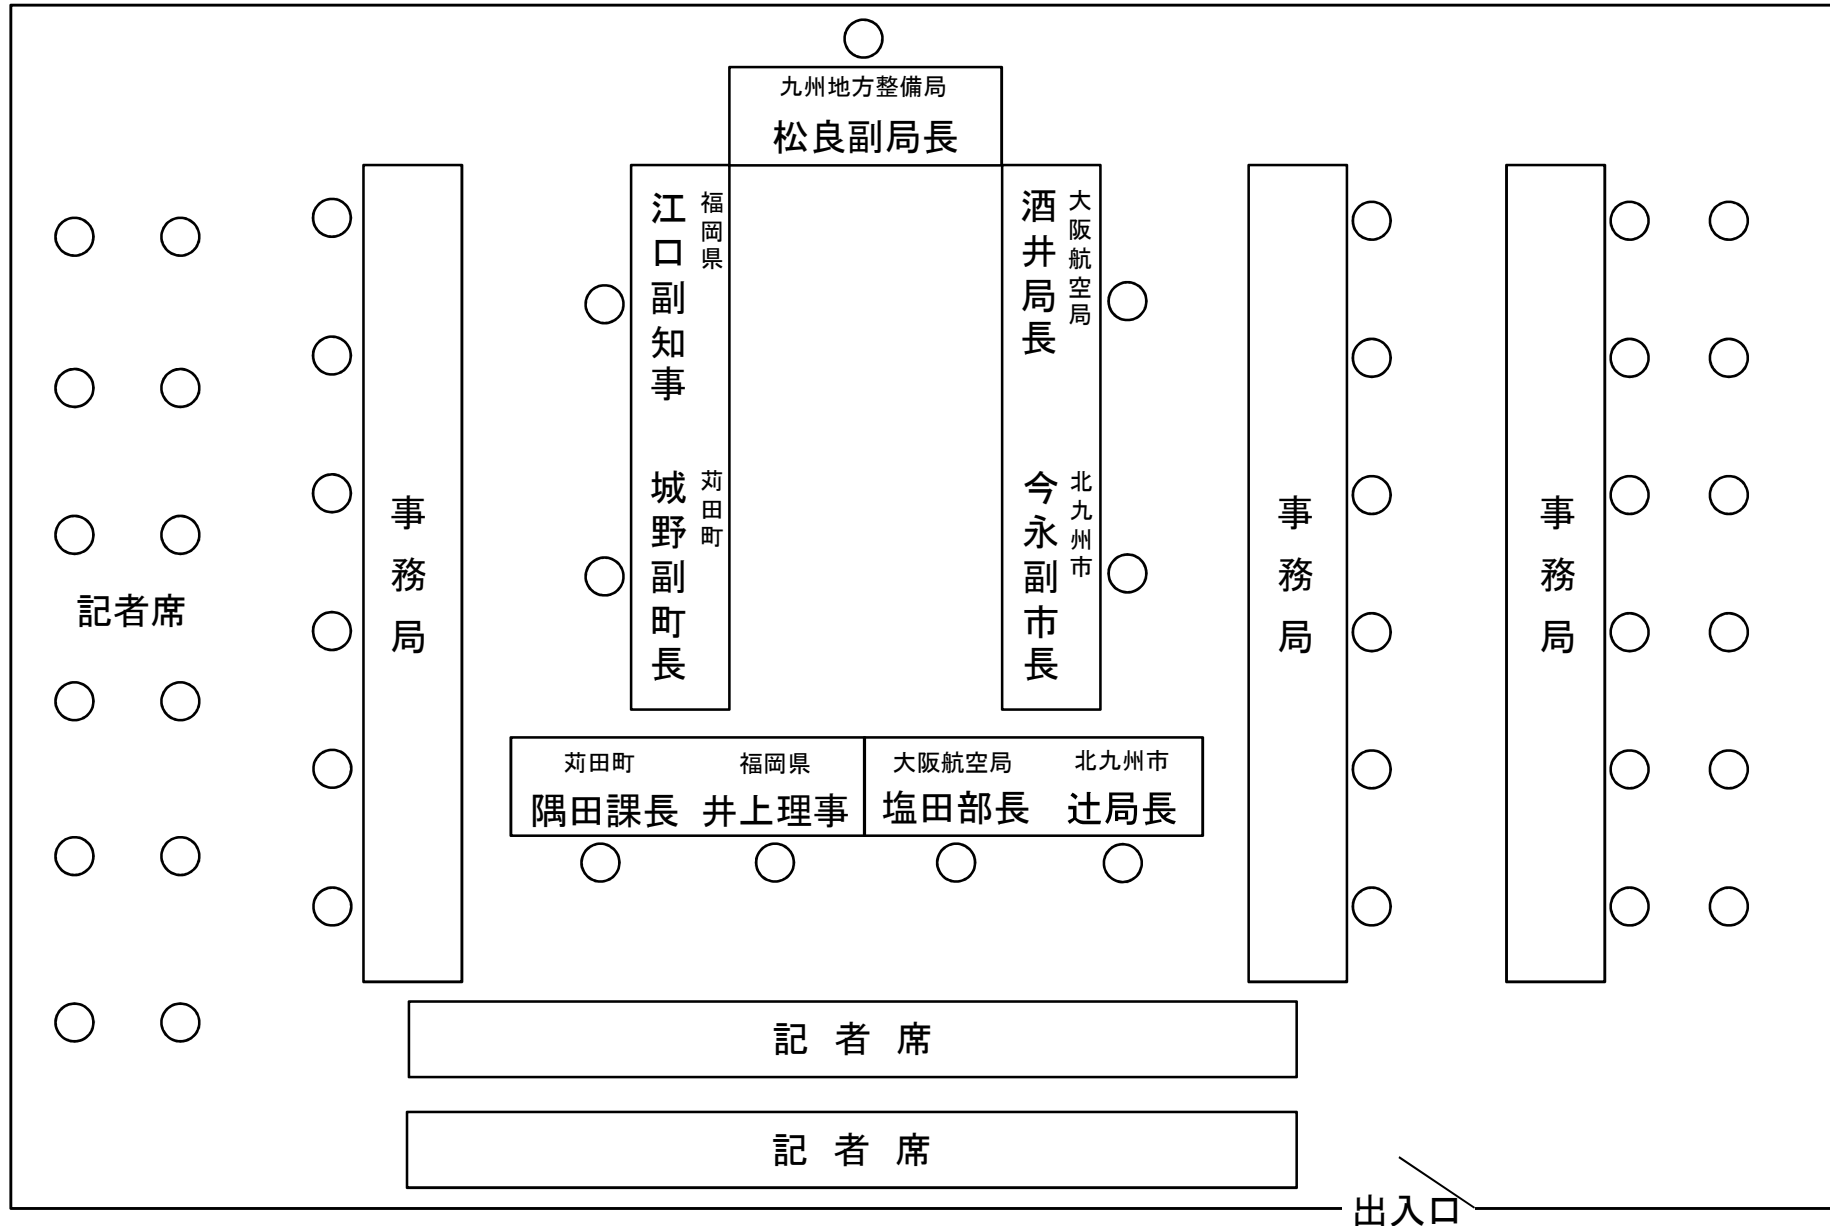 九州地方整備局
松良副局長
福岡県
江口副知事
大阪航空局
酒井局長
苅田町
城野副町長
北九州市
今永副市長
記者席
事務局
事務局
事務局
苅田町
隅田課長
福岡県
井上理事
大阪航空局
塩田部長
北九州市
辻局長
記者席
記者席
出入口